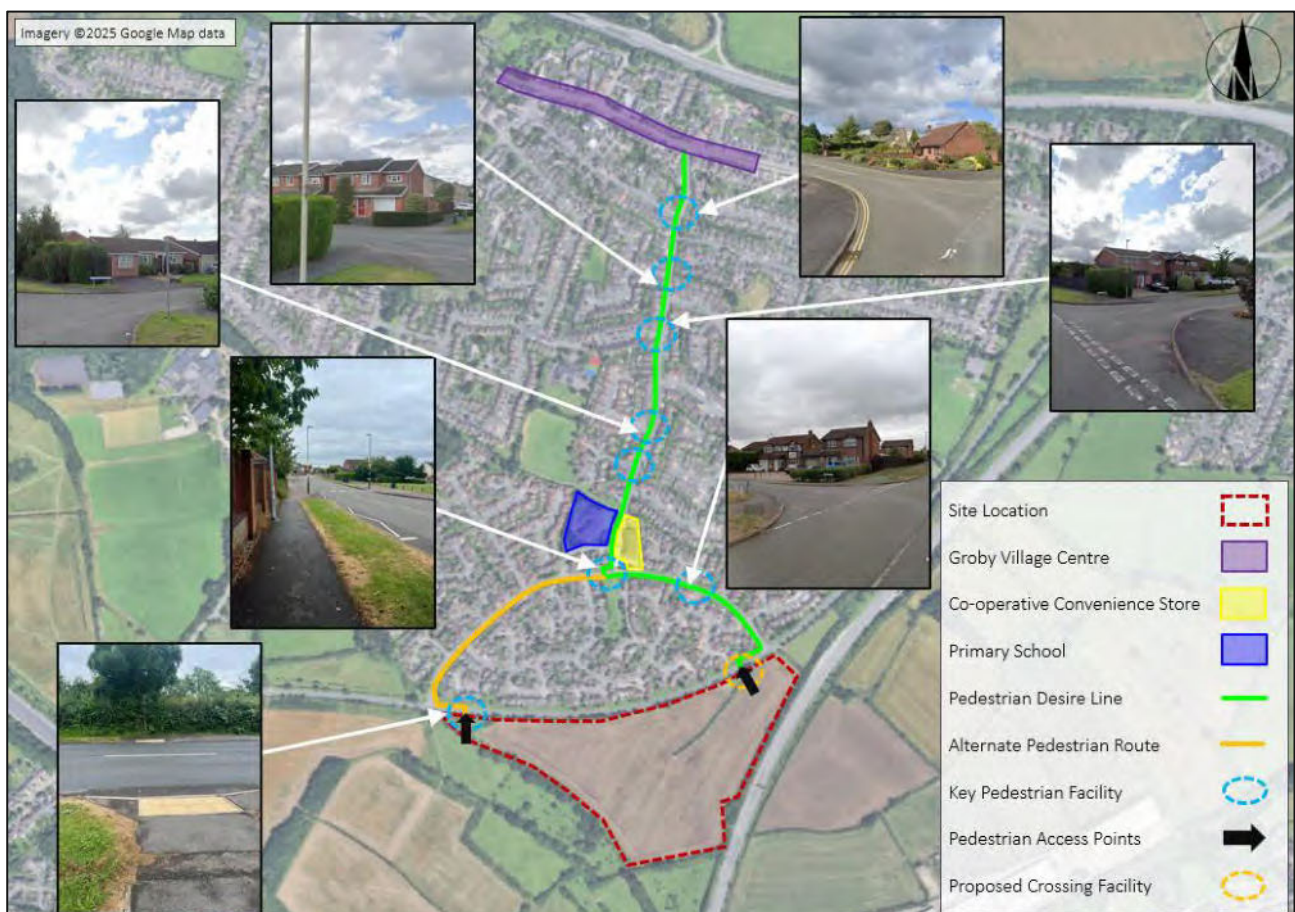 Imagery ©2025 Google Map data
N
Site Location
Groby Village Centre
Co-operative Convenience Store
Primary School
Pedestrian Desire Line
Alternate Pedestrian Route
Key Pedestrian Facility
Pedestrian Access Points
Proposed Crossing Facility